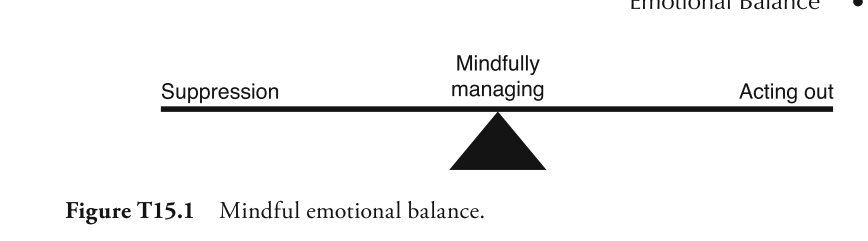 Emotional Balance •
Mindfully
managing
Suppression
Acting out
Figure T15.1 Mindful emotional balance.